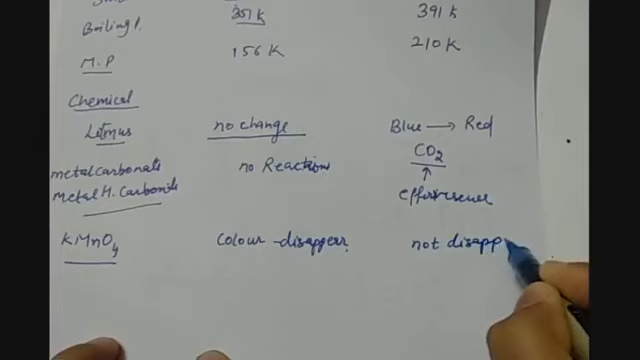 Boiling P. 351 K 391 K
M.P 156 K 210 K
Chemical
Litmus no change Blue → Red
CO2
metalcarbonate no Reaction
Metal H. Carbonate effervescence
KMnO4 Colour - disappear not disapp